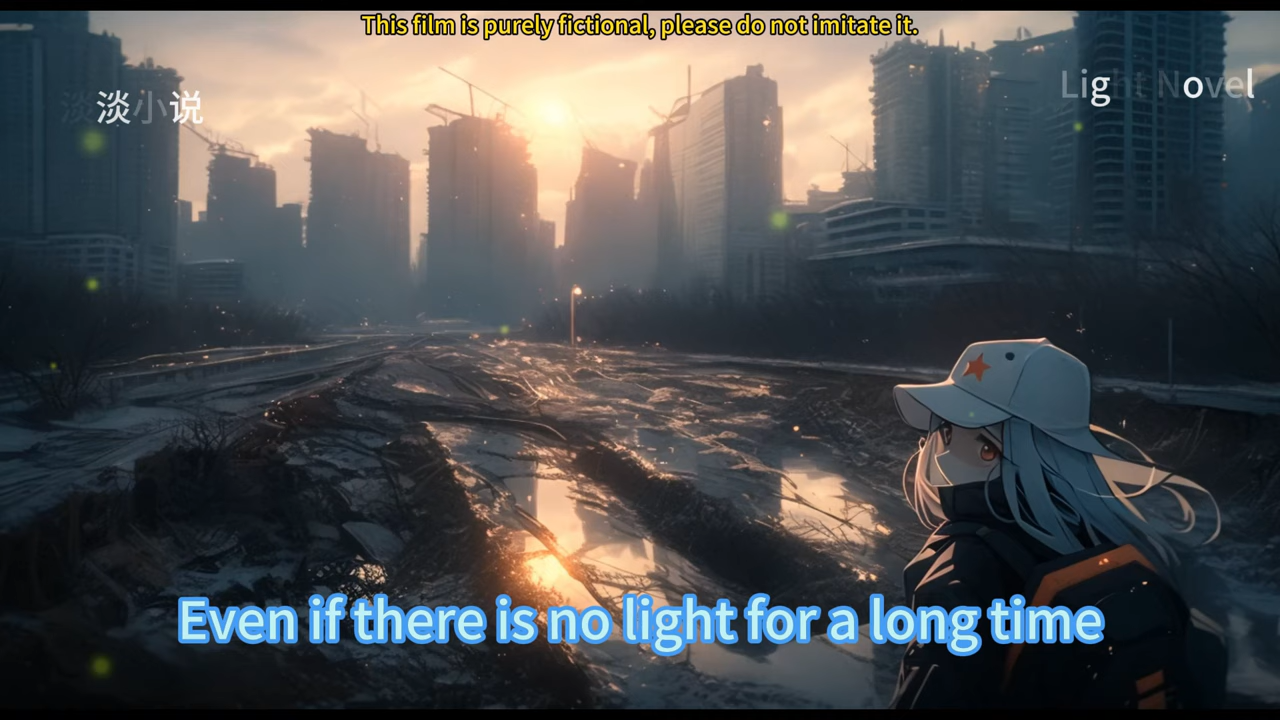 This film is purely fictional, please do not imitate it.
淡淡小说
Light Novel
Even if there is no light for a long time